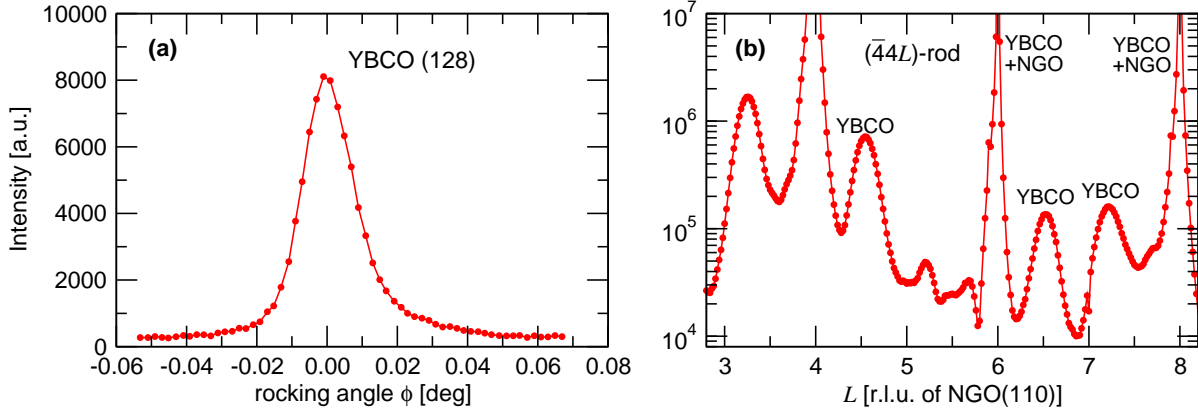 (a)
YBCO (128)
Intensity [a.u.]
10000
8000
6000
4000
2000
0
-0.06 -0.04 -0.02 0.00 0.02 0.04 0.06 0.08
rocking angle ϕ [deg]
(b)
(4̅4L)-rod
YBCO
+NGO
YBCO
+NGO
YBCO
YBCO
YBCO
10⁷
10⁶
10⁵
10⁴
3 4 5 6 7 8
L [r.l.u. of NGO(110)]